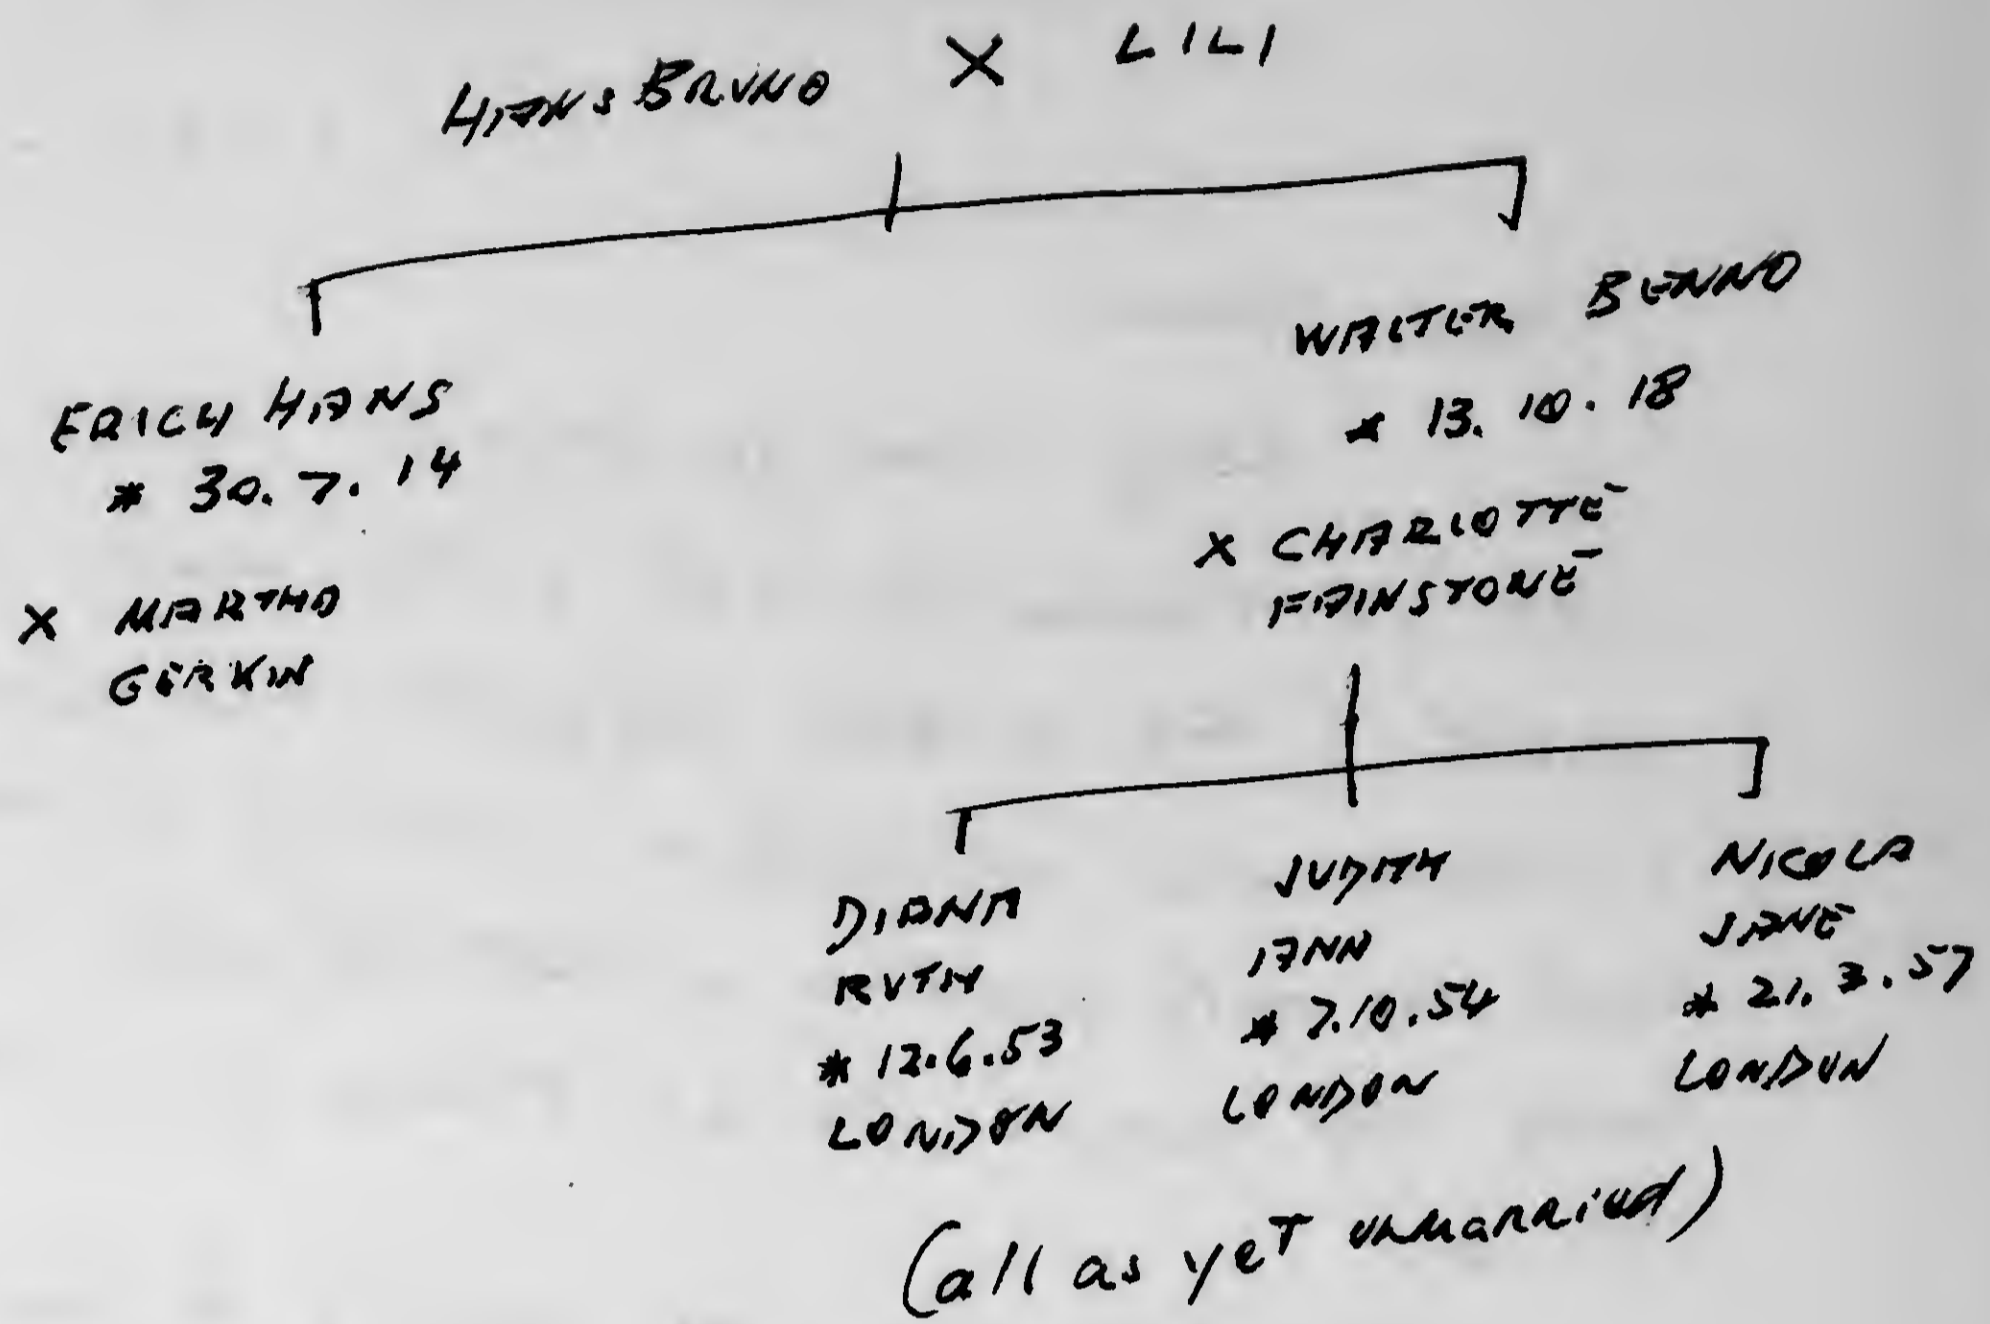 HANS BRUNO X LILI
ERICH HANS
* 30.7.14
X MARTHA
GERKIN
WALTER BENNO
* 13.10.18
X CHARLOTTE
FAINSTONE
DIANA
RUTH
* 12.6.53
LONDON
JUDITH
ANN
* 7.10.54
LONDON
NICOLA
JANE
* 21.3.57
LONDON
(all as yet unmarried)